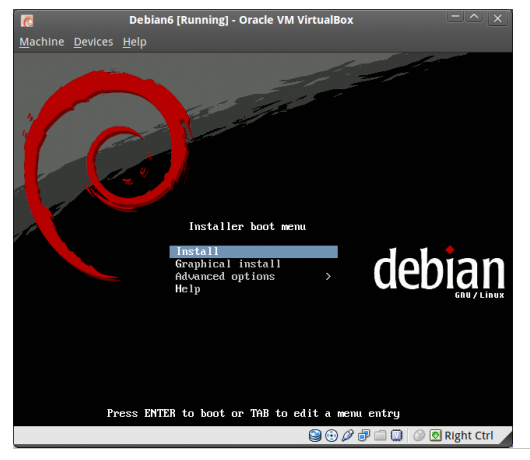 Debian6 [Running] - Oracle VM VirtualBox
Machine Devices Help
Installer boot menu
Install
Graphical install
Advanced options >
Help
debian
GNU / Linux
Press ENTER to boot or TAB to edit a menu entry
Right Ctrl